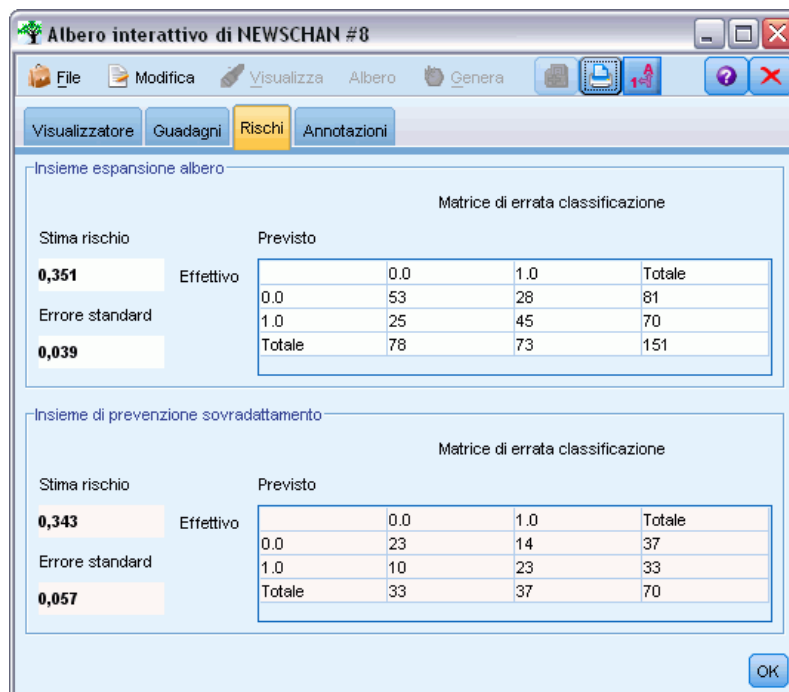 Albero interattivo di NEWSCHAN #8
File Modifica Visualizza Albero Genera
Visualizzatore Guadagni Rischi Annotazioni
Insieme espansione albero
Matrice di errata classificazione
Stima rischio Previsto
0,351 Effettivo 0.0 1.0 Totale
0.0 53 28 81
Errore standard 1.0 25 45 70
0,039 Totale 78 73 151
Insieme di prevenzione sovradattamento
Matrice di errata classificazione
Stima rischio Previsto
0,343 Effettivo 0.0 1.0 Totale
0.0 23 14 37
Errore standard 1.0 10 23 33
0,057 Totale 33 37 70
OK